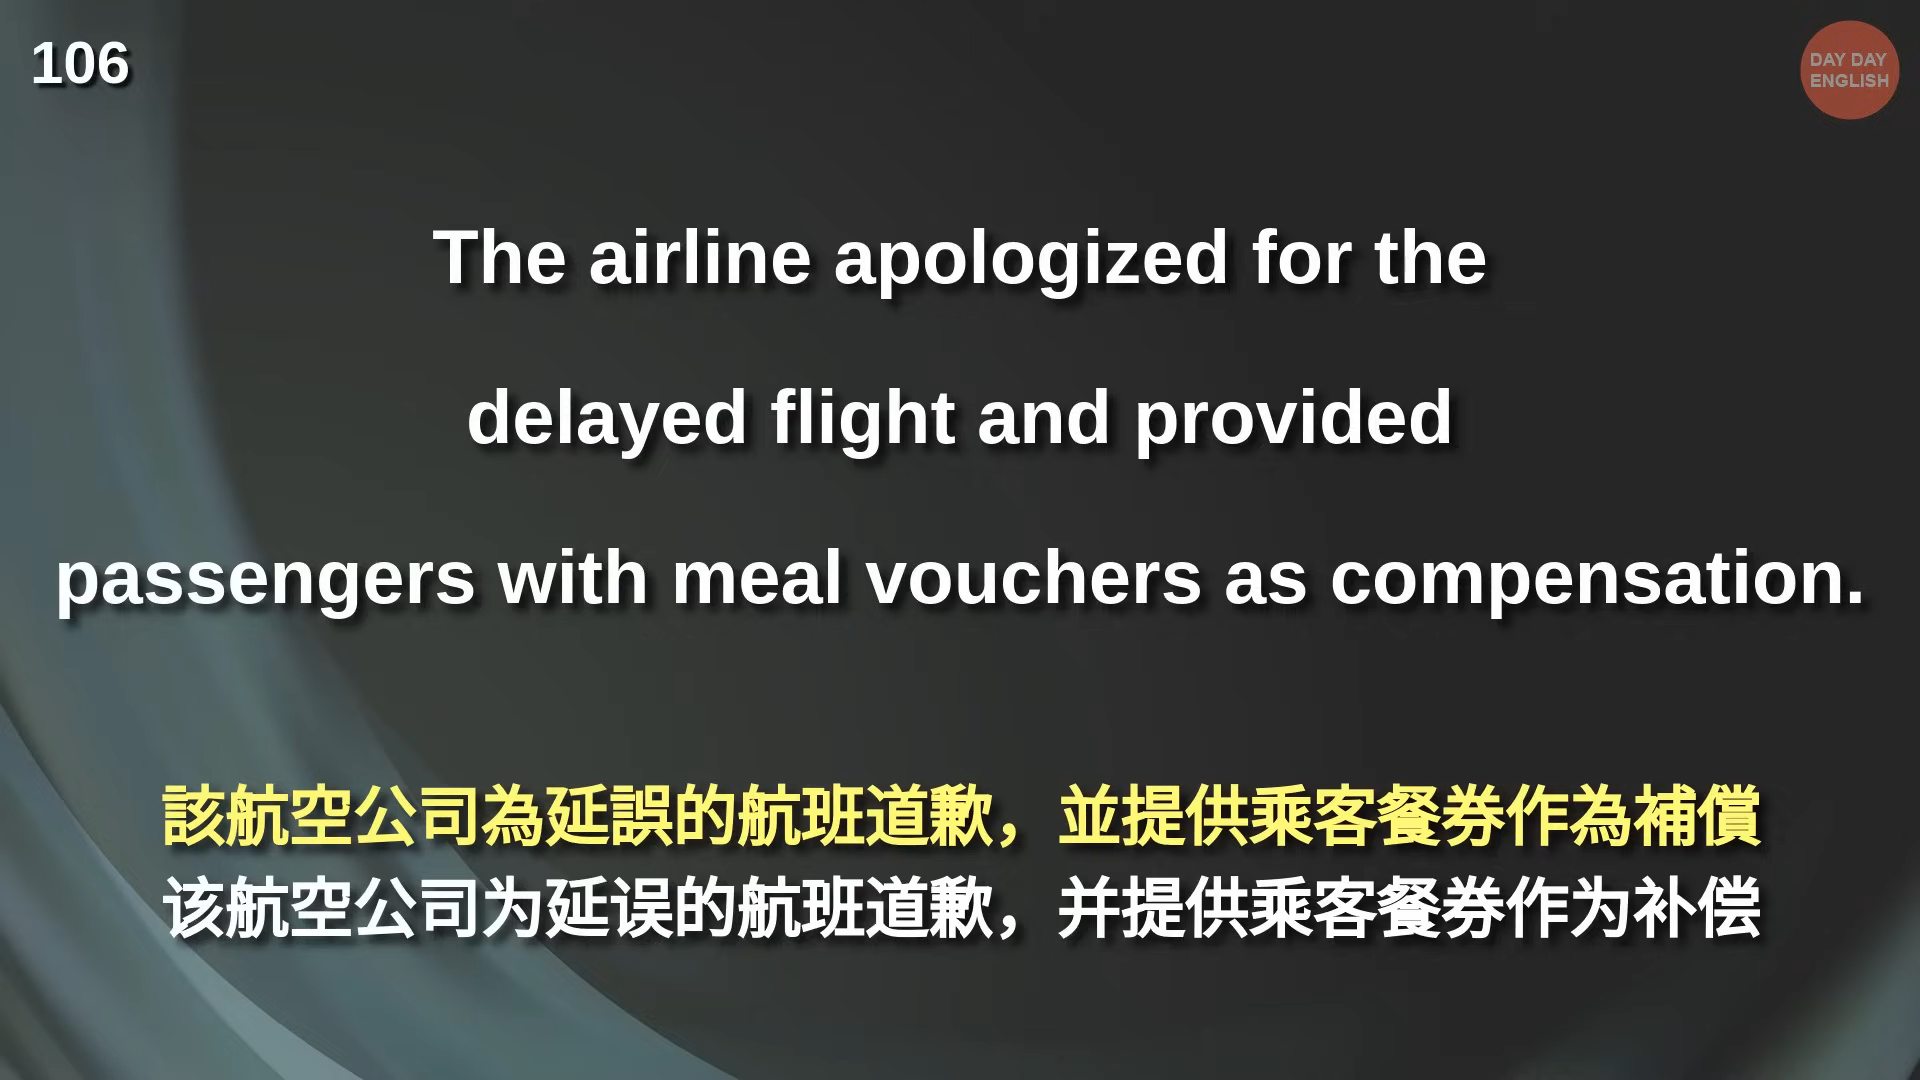 106
DAY DAY
ENGLISH
The airline apologized for the
delayed flight and provided
passengers with meal vouchers as compensation.
該航空公司為延誤的航班道歉，並提供乘客餐券作為補償
该航空公司为延误的航班道歉，并提供乘客餐券作为补偿